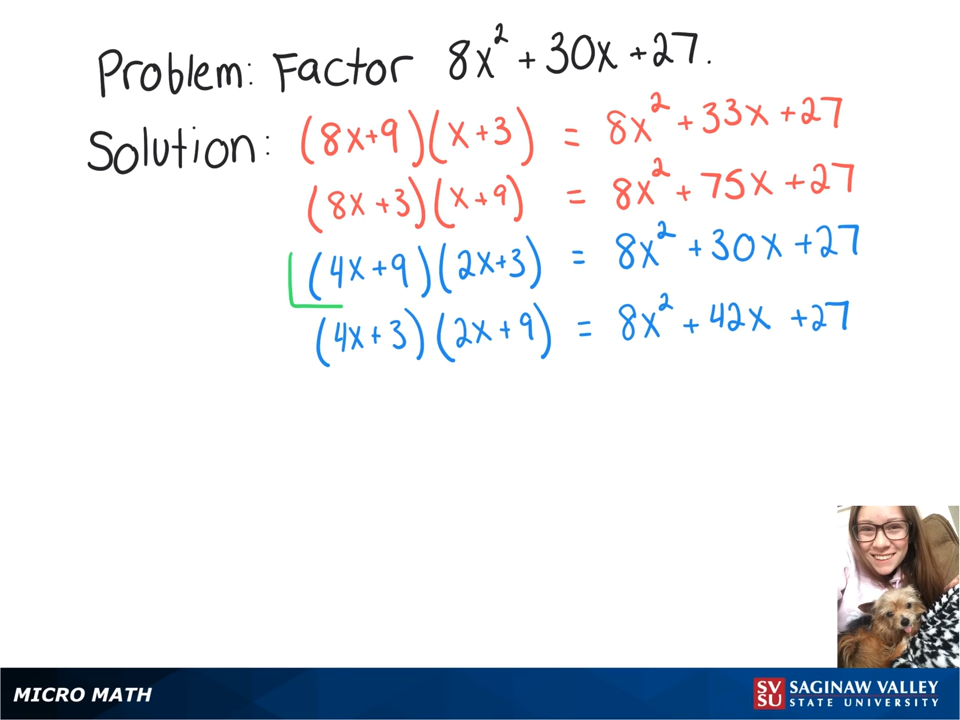 Problem: Factor 8x² + 30x + 27.
Solution: (8x+9)(x+3) = 8x² + 33x + 27
(8x+3)(x+9) = 8x² + 75x + 27
(4x+9)(2x+3) = 8x² + 30x + 27
(4x+3)(2x+9) = 8x² + 42x + 27
MICRO MATH
SV SU SAGINAW VALLEY
STATE UNIVERSITY